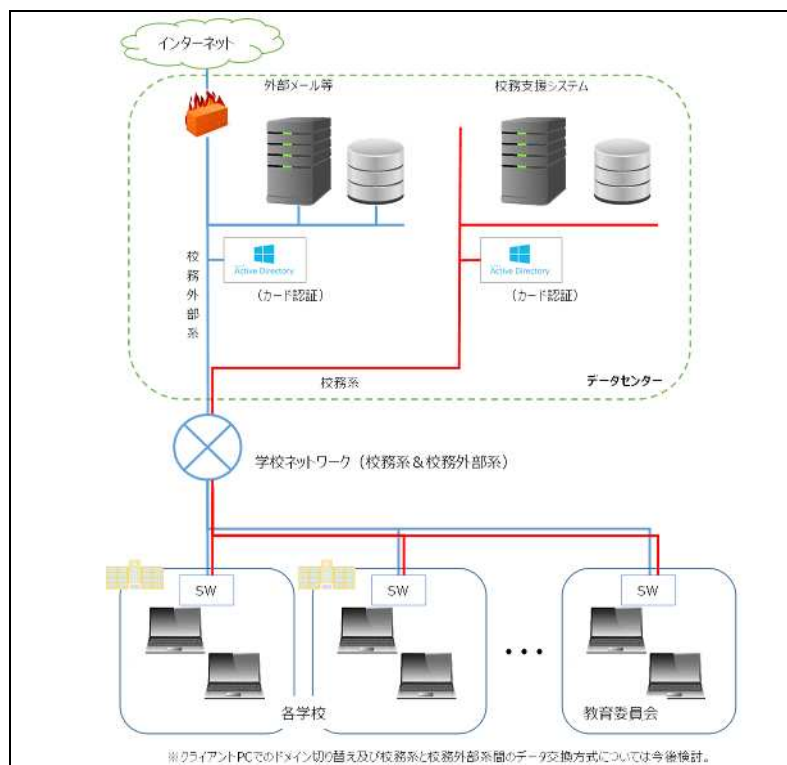 インターネット
外部メール等
校務支援システム
校務外部系
Active Directory
Active Directory
(カード認証)
(カード認証)
校務系
データセンター
学校ネットワーク(校務系&校務外部系)
SW
SW
SW
・・・
各学校
教育委員会
※クライアントPCでのドメイン切り替え及び校務系と校務外部系間のデータ交換方式については今後検討。